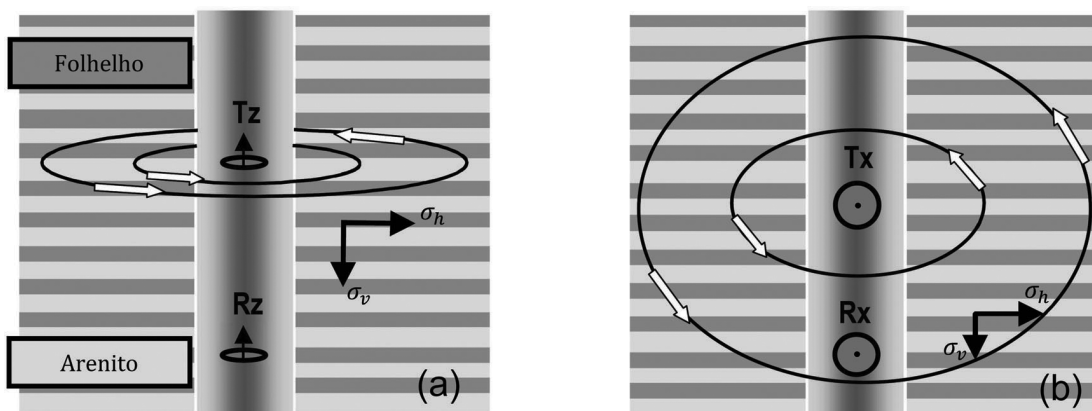 Folhelho
Tz
σh
σv
Rz
Arenito
(a)
Tx
Rx
σh
σv
(b)